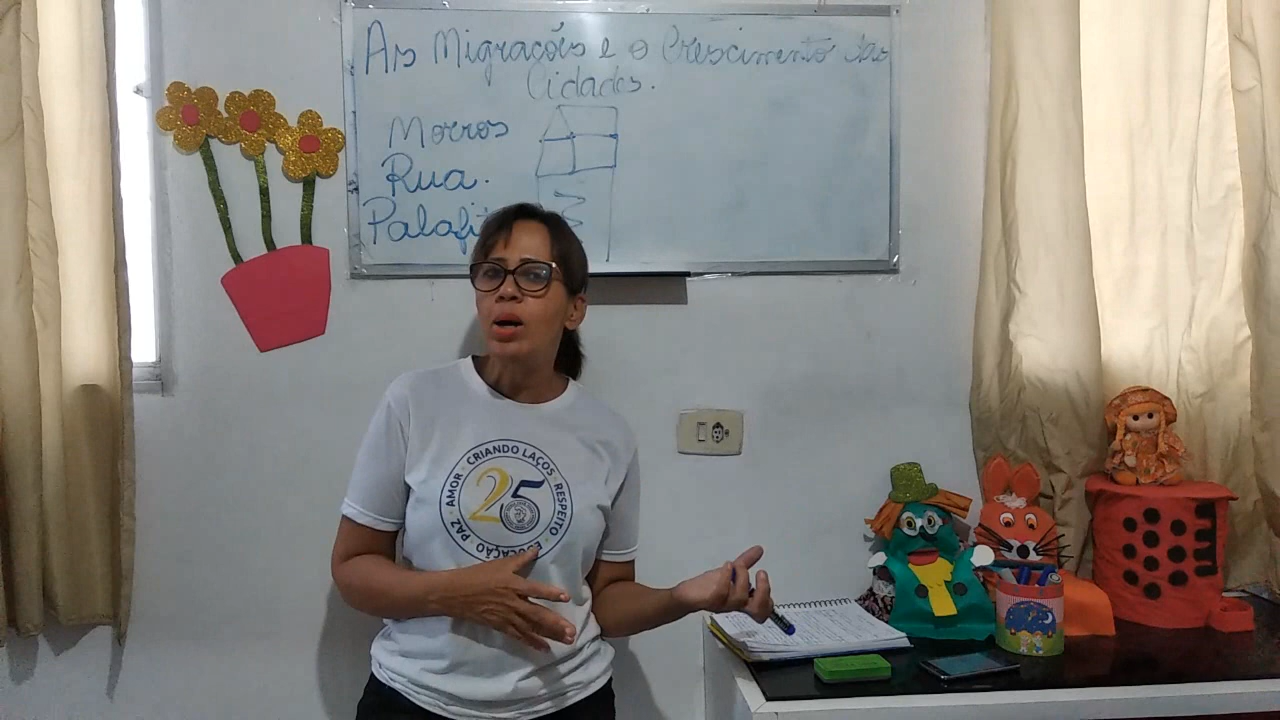 As Migrações e o Crescimento das
Cidades.
Morros
Rua.
AMOR · CRIANDO LAÇOS · RESPEITO · EDUCAÇÃO · PAZ ·
25